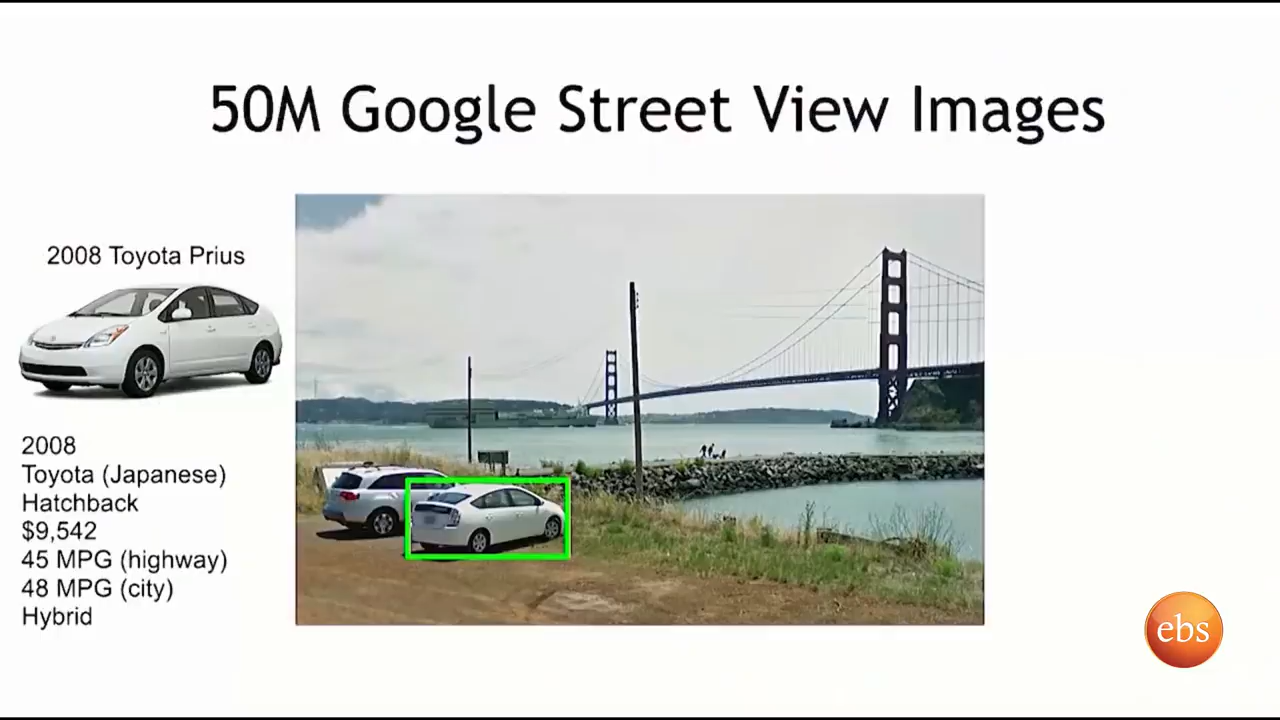 50M Google Street View Images
2008 Toyota Prius
2008
Toyota (Japanese)
Hatchback
$9,542
45 MPG (highway)
48 MPG (city)
Hybrid
ebs